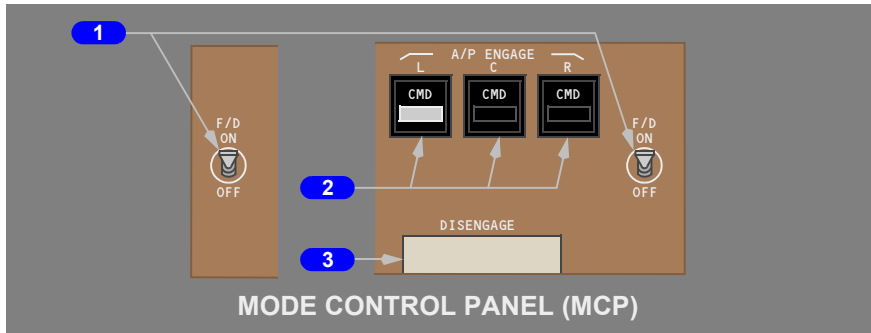 1
A/P ENGAGE
L C R
CMD CMD CMD
F/D
ON
OFF
F/D
ON
OFF
2
DISENGAGE
3
MODE CONTROL PANEL (MCP)